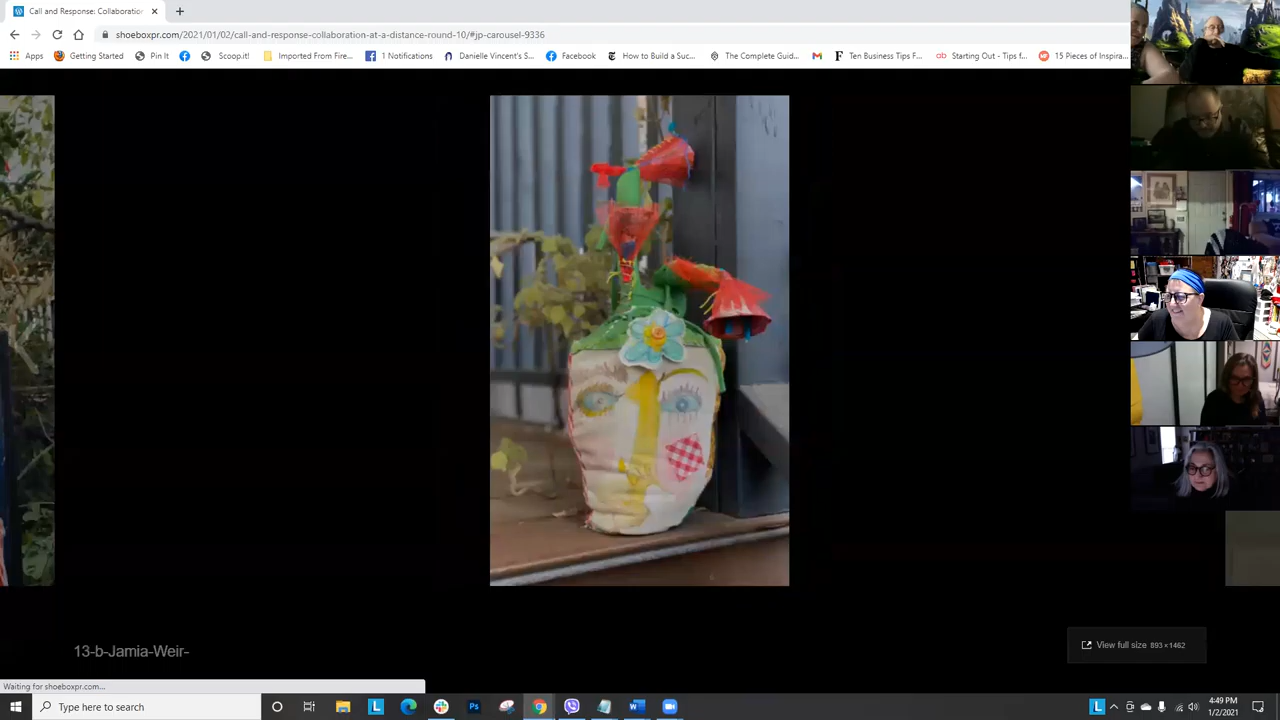 Call and Response: Collaboration
shoeboxpr.com/2021/01/02/call-and-response-collaboration-at-a-distance-round-10/#jp-carousel-9336
Apps Getting Started Pin It Scoop.it! Imported From Fire... 1 Notifications Danielle Vincent's S... Facebook How to Build a Suc... The Complete Guid... Ten Business Tips F... Starting Out - Tips f... 15 Pieces of Inspira...
13-b-Jamia-Weir-
View full size 893×1462
Waiting for shoeboxpr.com...
Type here to search
4:49 PM
1/2/2021